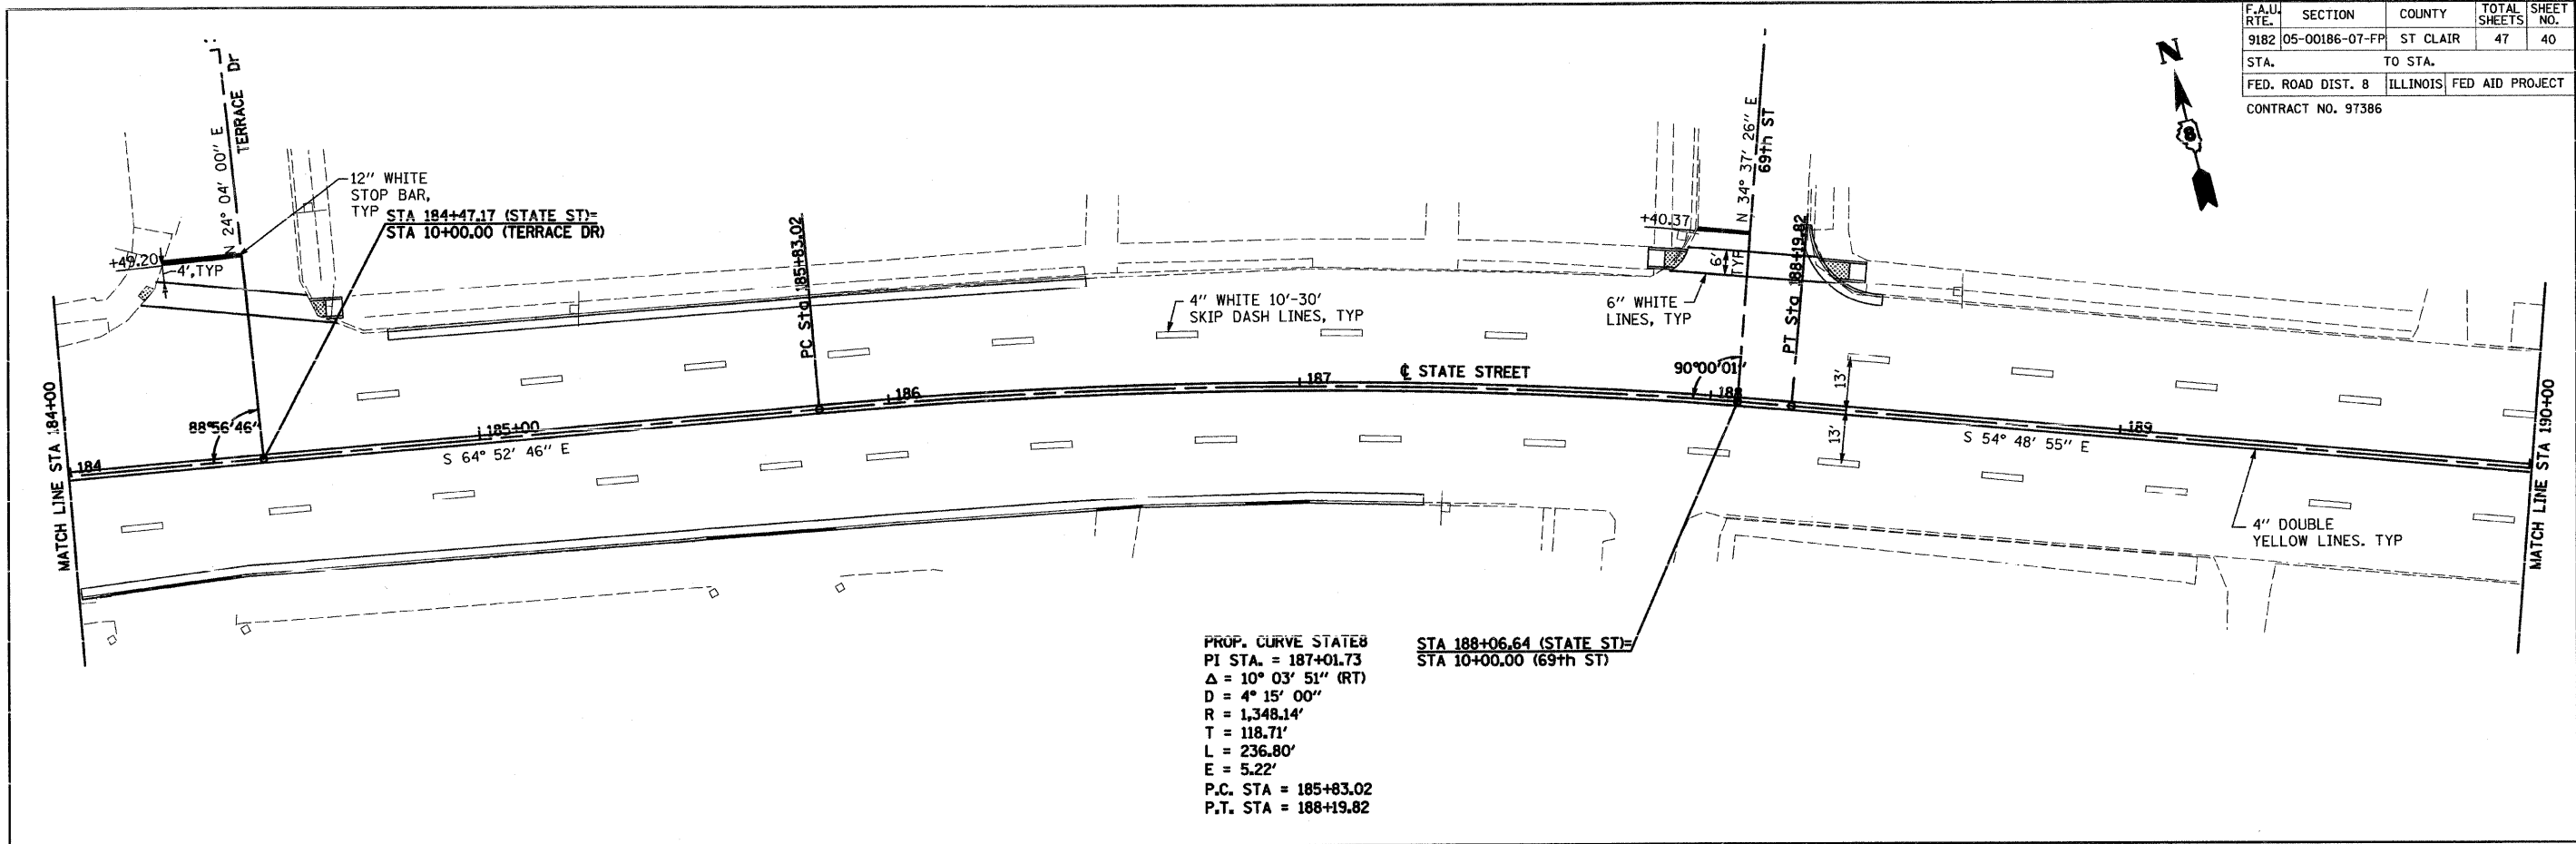 F.A.U. RTE. SECTION COUNTY TOTAL SHEETS SHEET NO.
9182 05-00186-07-FP ST CLAIR 47 40
STA. TO STA.
FED. ROAD DIST. 8 ILLINOIS FED AID PROJECT
CONTRACT NO. 97386
N
8
N 24° 04' 00" E
TERRACE Dr
12" WHITE
STOP BAR,
TYP
STA 184+47.17 (STATE ST)=
STA 10+00.00 (TERRACE DR)
+49.20
4', TYP
PC Sta 185+83.02
4" WHITE 10'-30'
SKIP DASH LINES, TYP
+40.37
N 34° 37' 26" E
69th ST
6'
TYP
6" WHITE
LINES, TYP
PT Sta 188+19.82
90°00'01"
13'
13'
MATCH LINE STA 184+00
88°56'46"
184
185+00
186
187
188
189
℄ STATE STREET
S 64° 52' 46" E
S 54° 48' 55" E
4" DOUBLE
YELLOW LINES. TYP
MATCH LINE STA 190+00
PROP. CURVE STATE8
PI STA. = 187+01.73
Δ = 10° 03' 51" (RT)
D = 4° 15' 00"
R = 1,348.14'
T = 118.71'
L = 236.80'
E = 5.22'
P.C. STA = 185+83.02
P.T. STA = 188+19.82
STA 188+06.64 (STATE ST)=
STA 10+00.00 (69th ST)